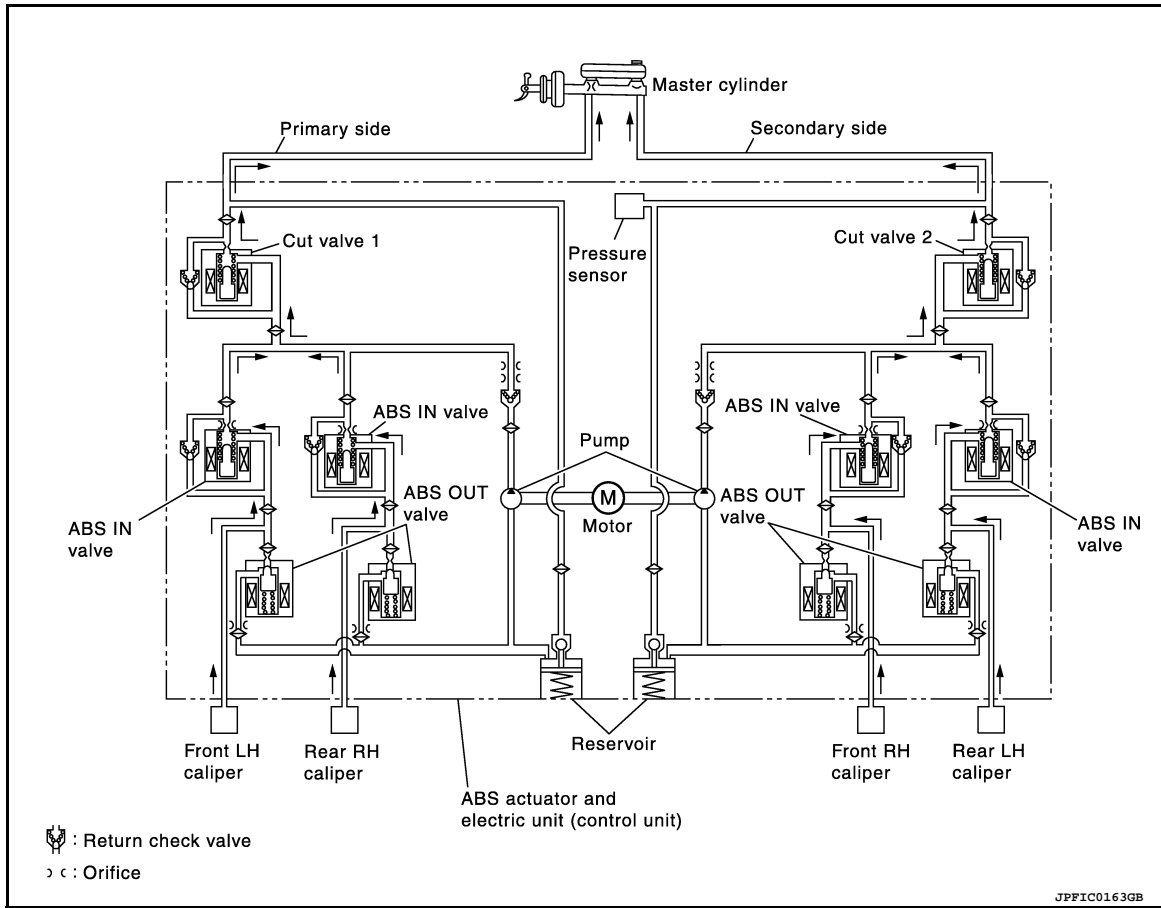 Master cylinder
Primary side
Secondary side
Pressure
sensor
Cut valve 1
Cut valve 2
ABS IN valve
ABS IN valve
Pump
ABS OUT
valve
M
Motor
ABS OUT
valve
ABS IN
valve
ABS IN
valve
Reservoir
Front LH
caliper
Rear RH
caliper
Front RH
caliper
Rear LH
caliper
ABS actuator and
electric unit (control unit)
: Return check valve
: Orifice
JPFIC0163GB